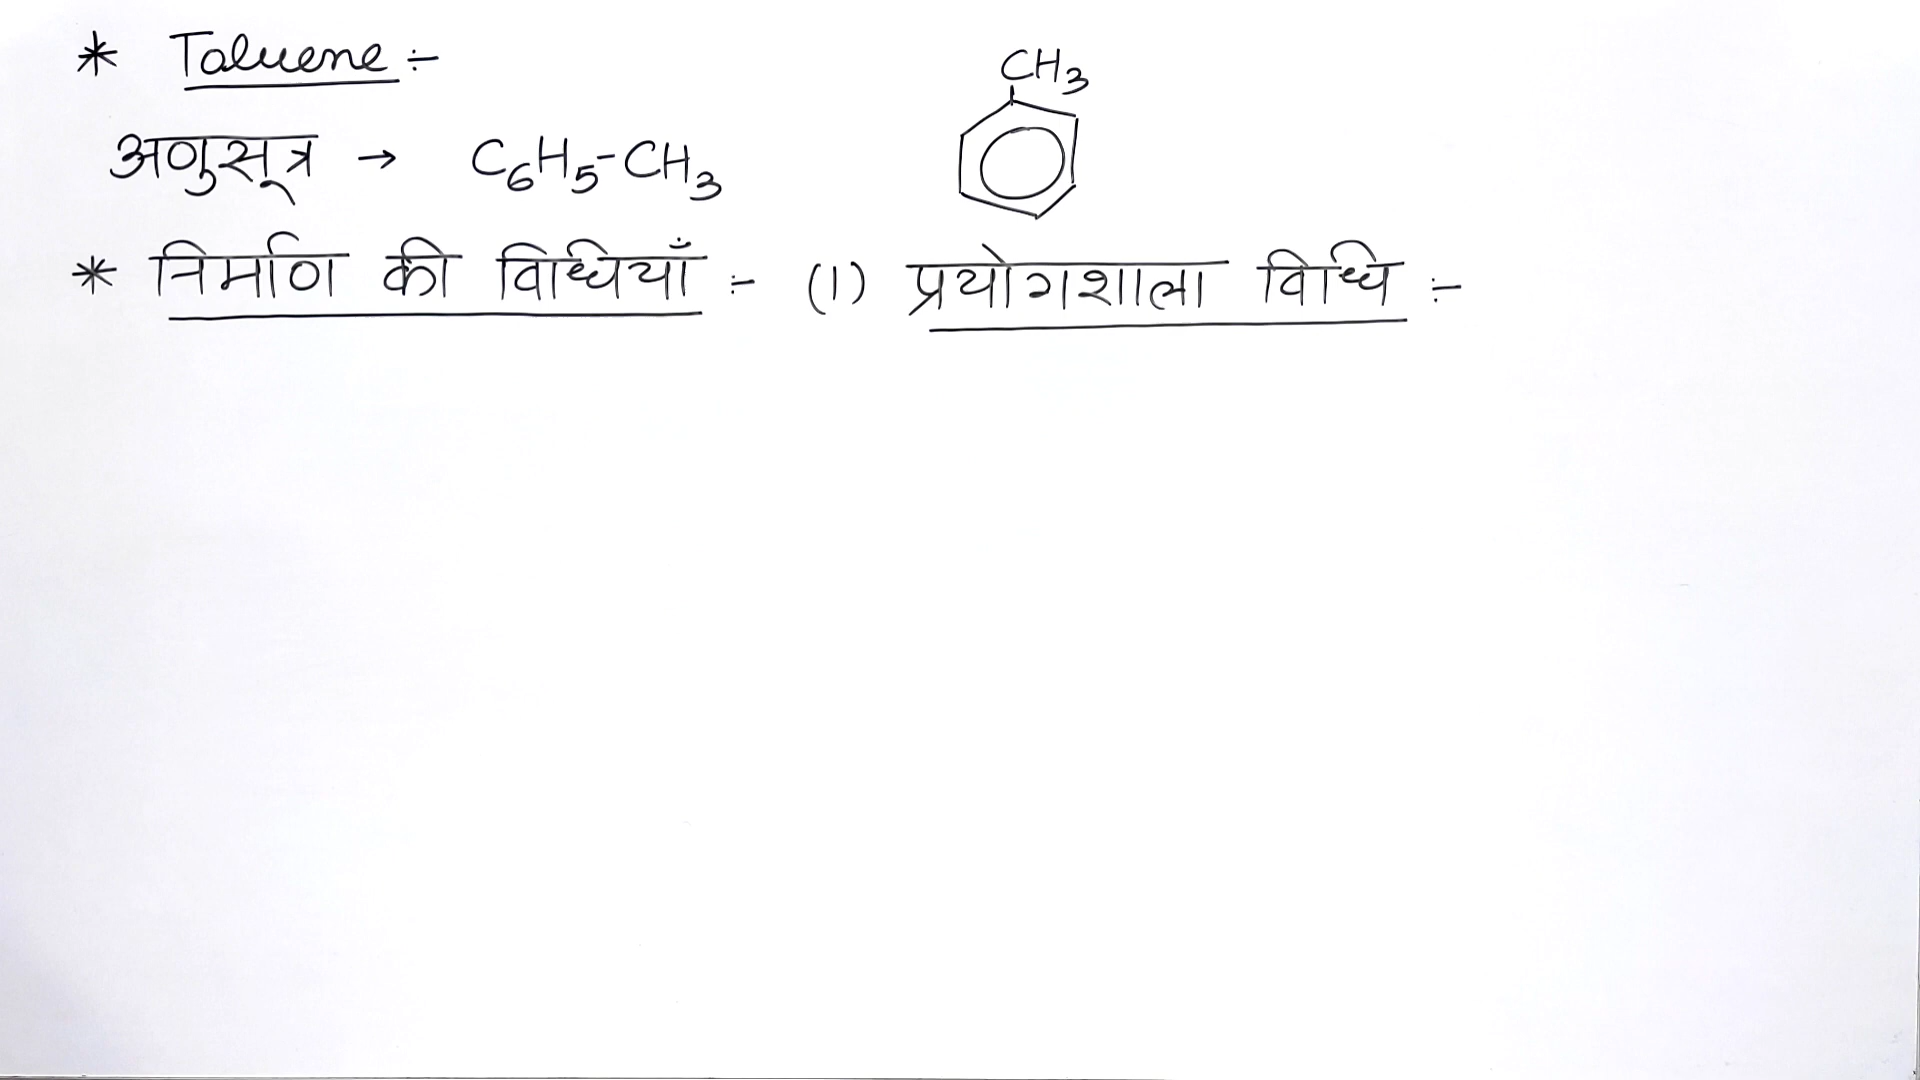 * Toluene :-
CH₃
अणुसूत्र → C₆H₅-CH₃
* निर्माण की विधियाँ :- (1) प्रयोगशाला विधि :-